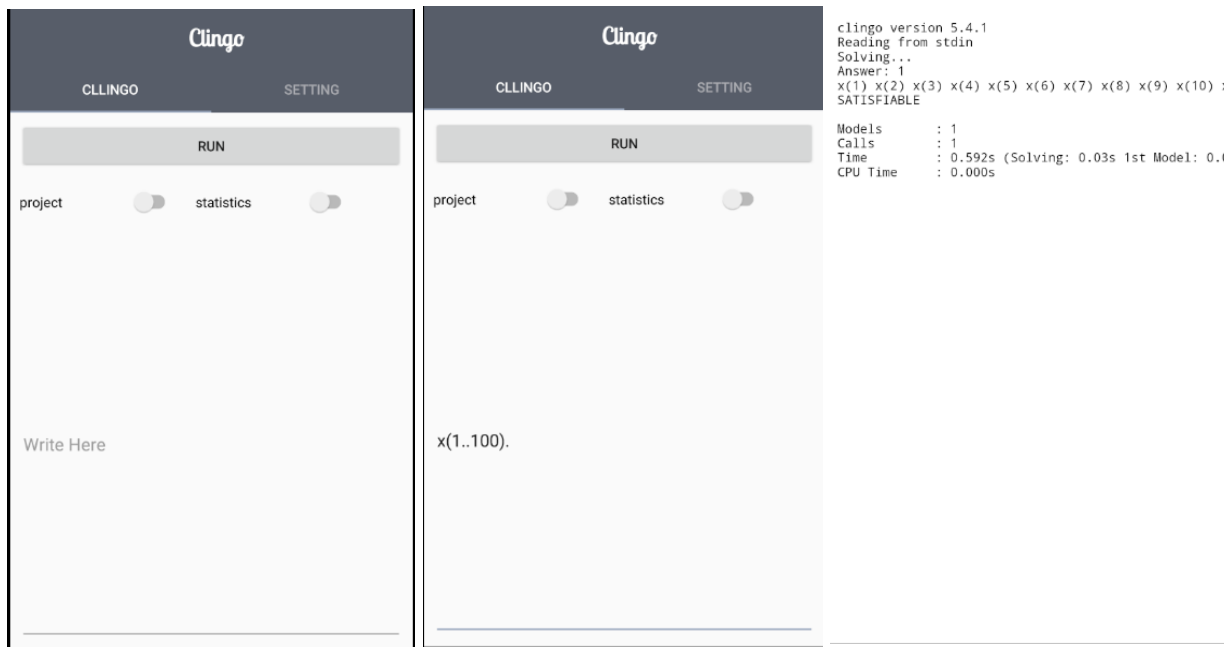 Clingo
CLLINGO SETTING
RUN
project statistics
Write Here
Clingo
CLLINGO SETTING
RUN
project statistics
x(1..100).
clingo version 5.4.1
Reading from stdin
Solving...
Answer: 1
x(1) x(2) x(3) x(4) x(5) x(6) x(7) x(8) x(9) x(10)
SATISFIABLE
Models : 1
Calls : 1
Time : 0.592s (Solving: 0.03s 1st Model: 0.0
CPU Time : 0.000s